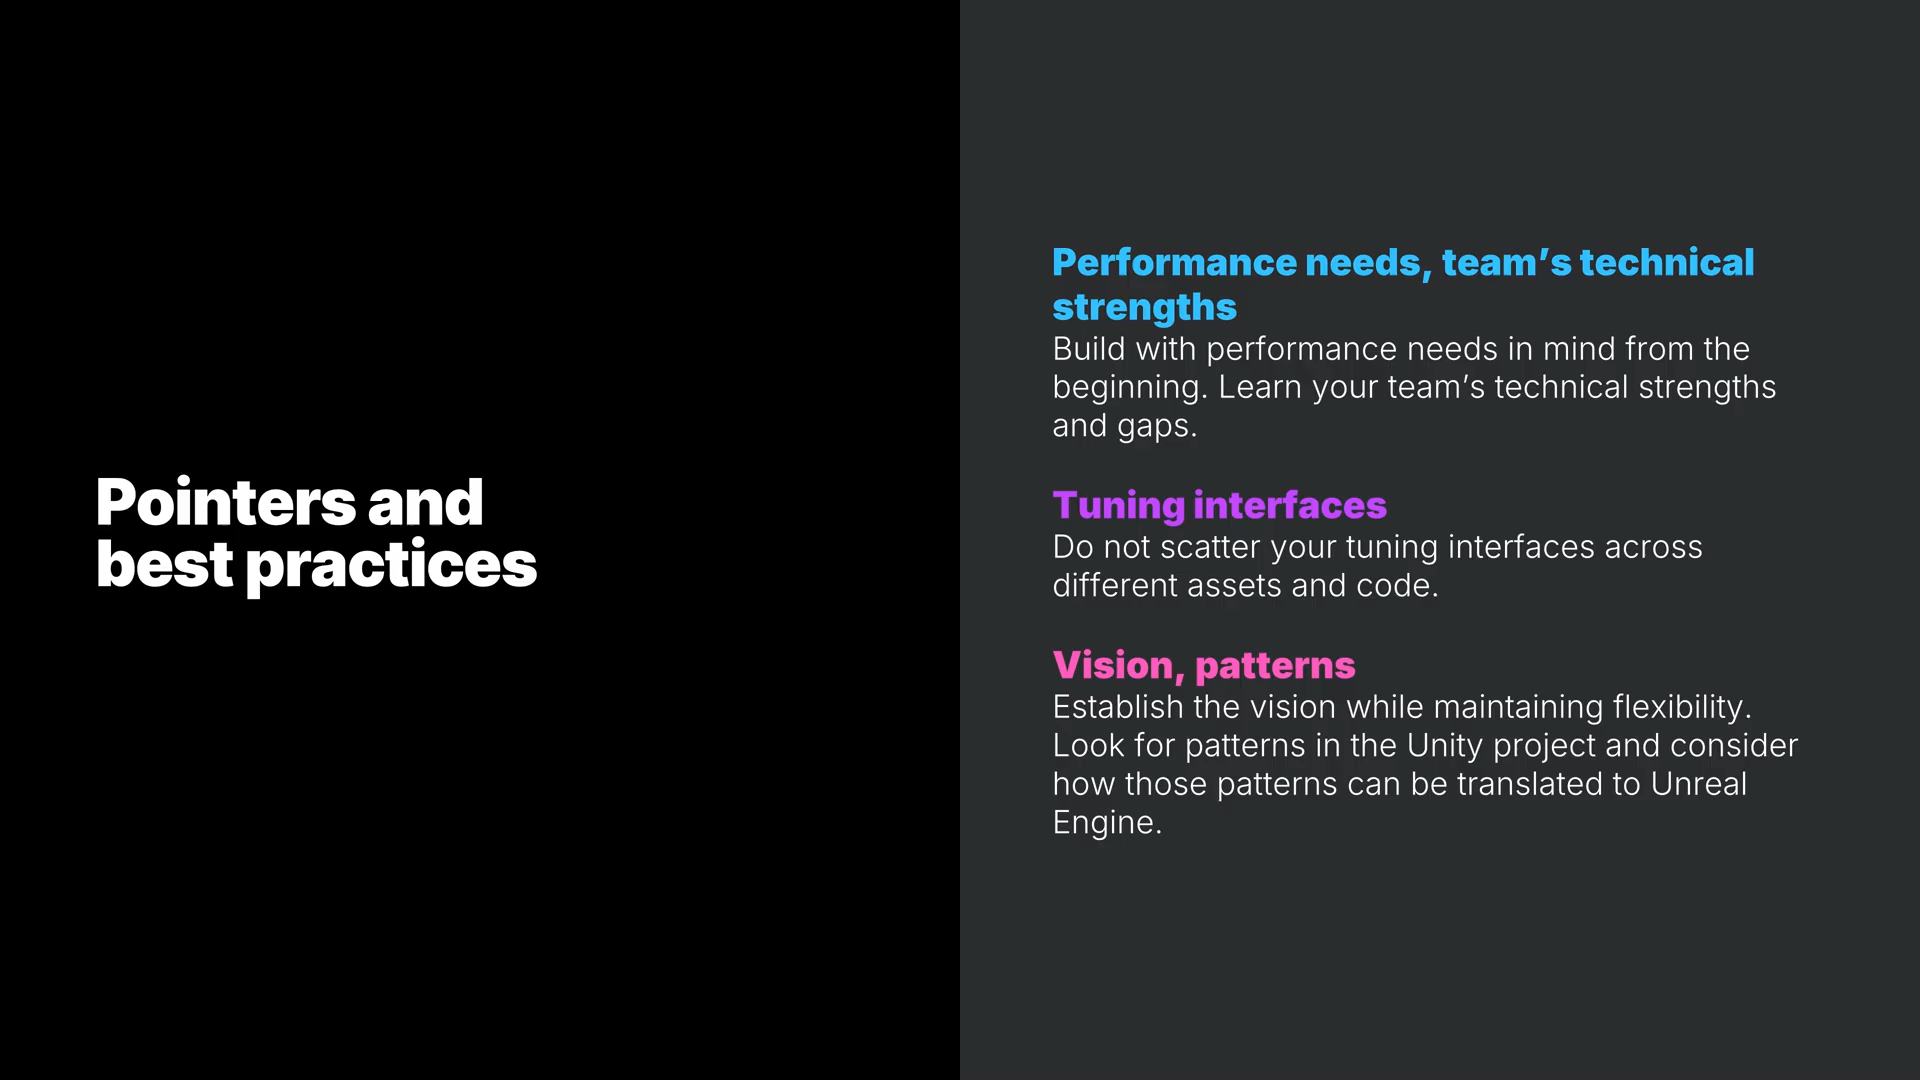 Pointers and
best practices
Performance needs, team’s technical
strengths
Build with performance needs in mind from the
beginning. Learn your team’s technical strengths
and gaps.
Tuning interfaces
Do not scatter your tuning interfaces across
different assets and code.
Vision, patterns
Establish the vision while maintaining flexibility.
Look for patterns in the Unity project and consider
how those patterns can be translated to Unreal
Engine.